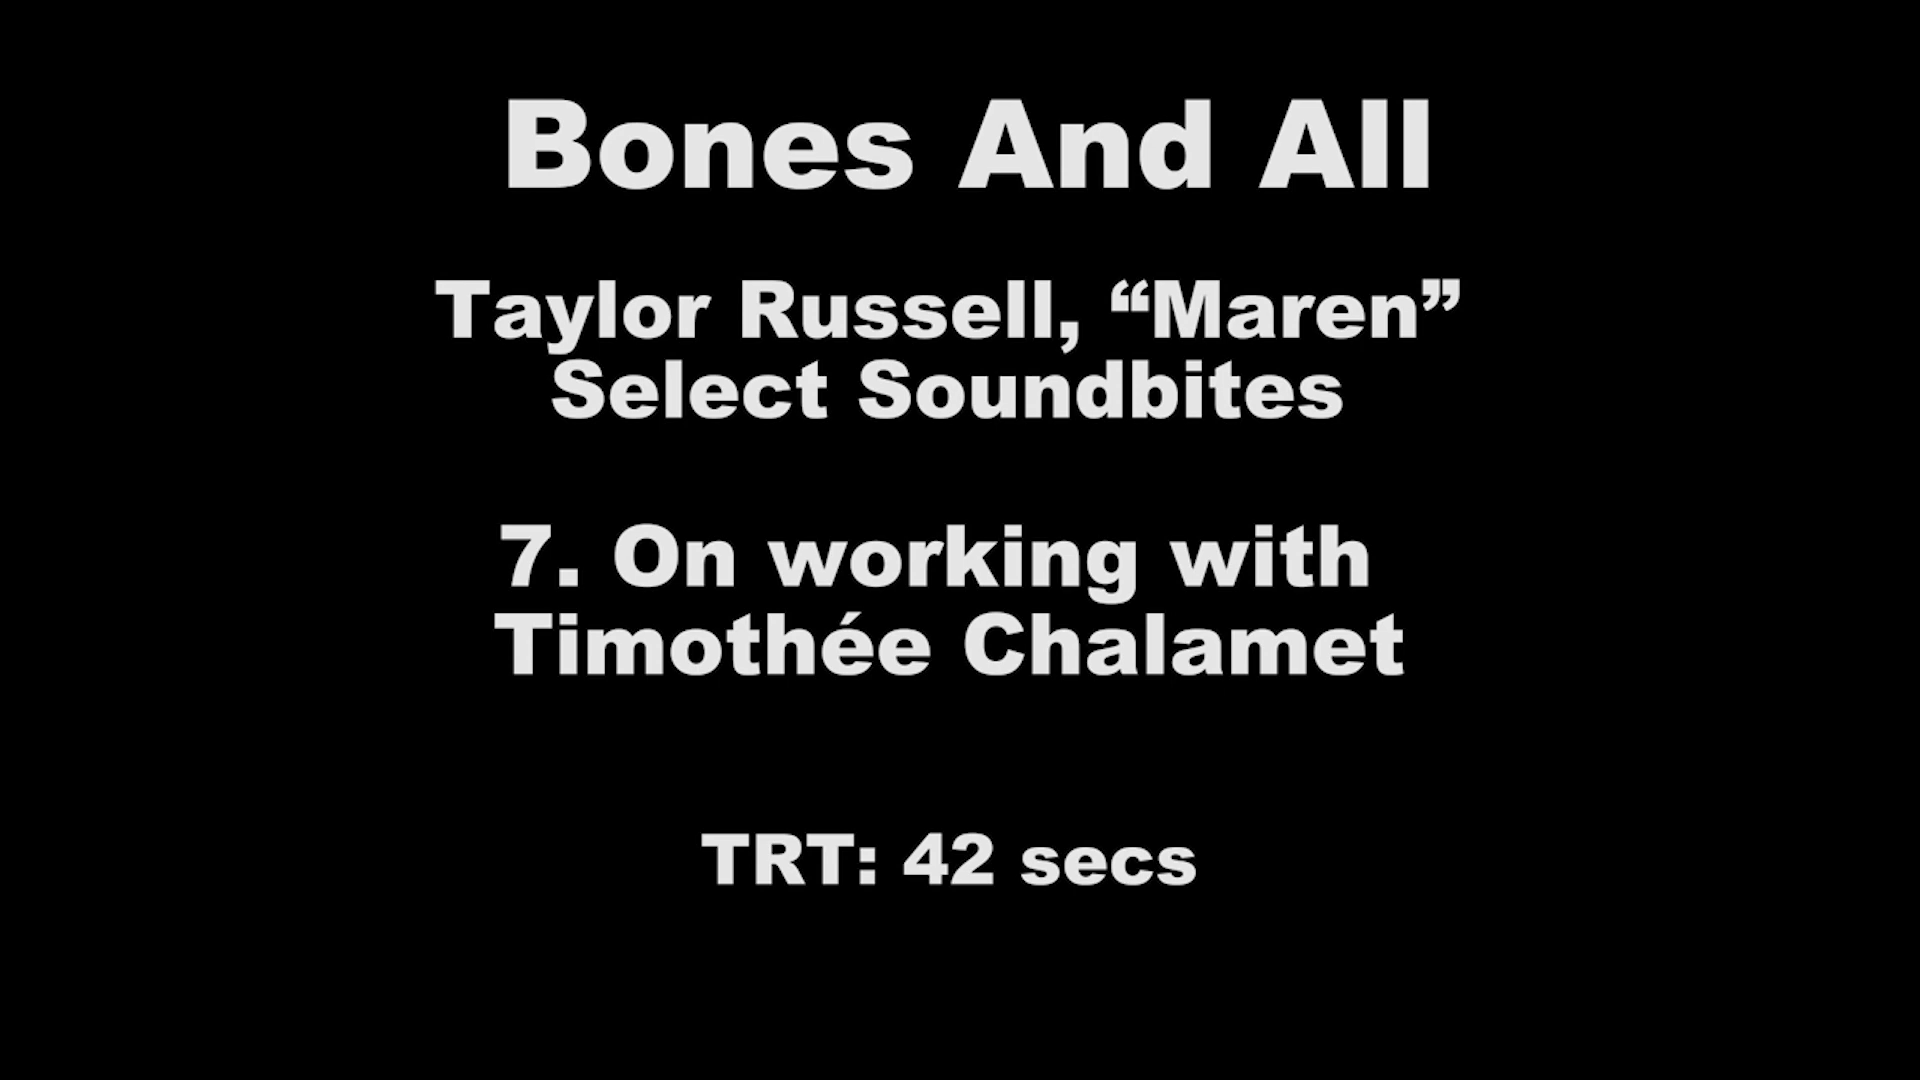 Bones And All
Taylor Russell, “Maren”
Select Soundbites
7. On working with
Timothée Chalamet
TRT: 42 secs